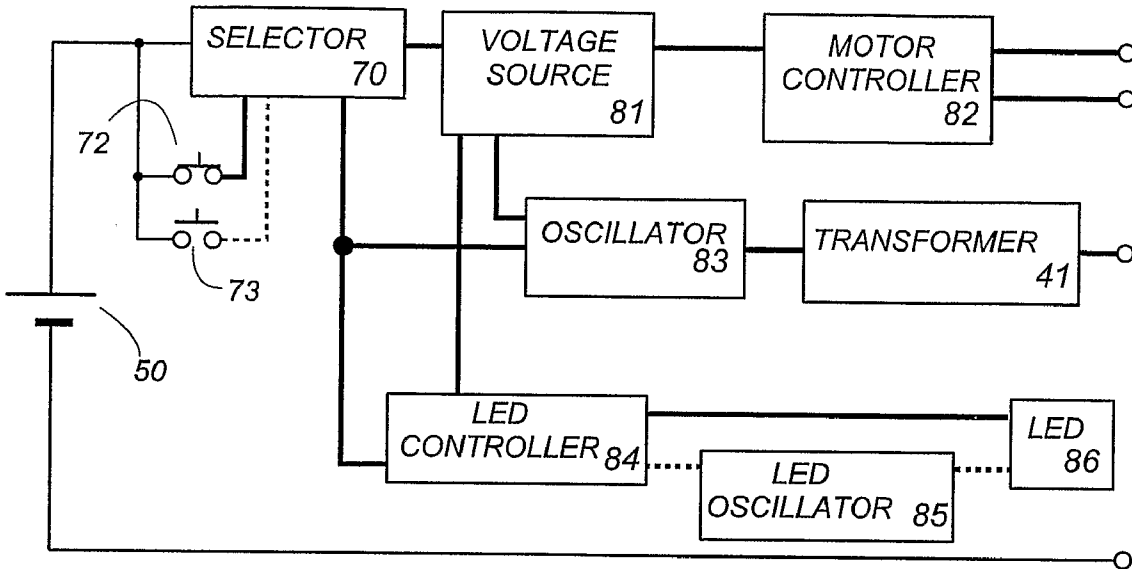 SELECTOR
70
VOLTAGE
SOURCE
81
MOTOR
CONTROLLER
82
72
73
OSCILLATOR
83
TRANSFORMER
41
50
LED
CONTROLLER
84
LED
OSCILLATOR
85
LED
86